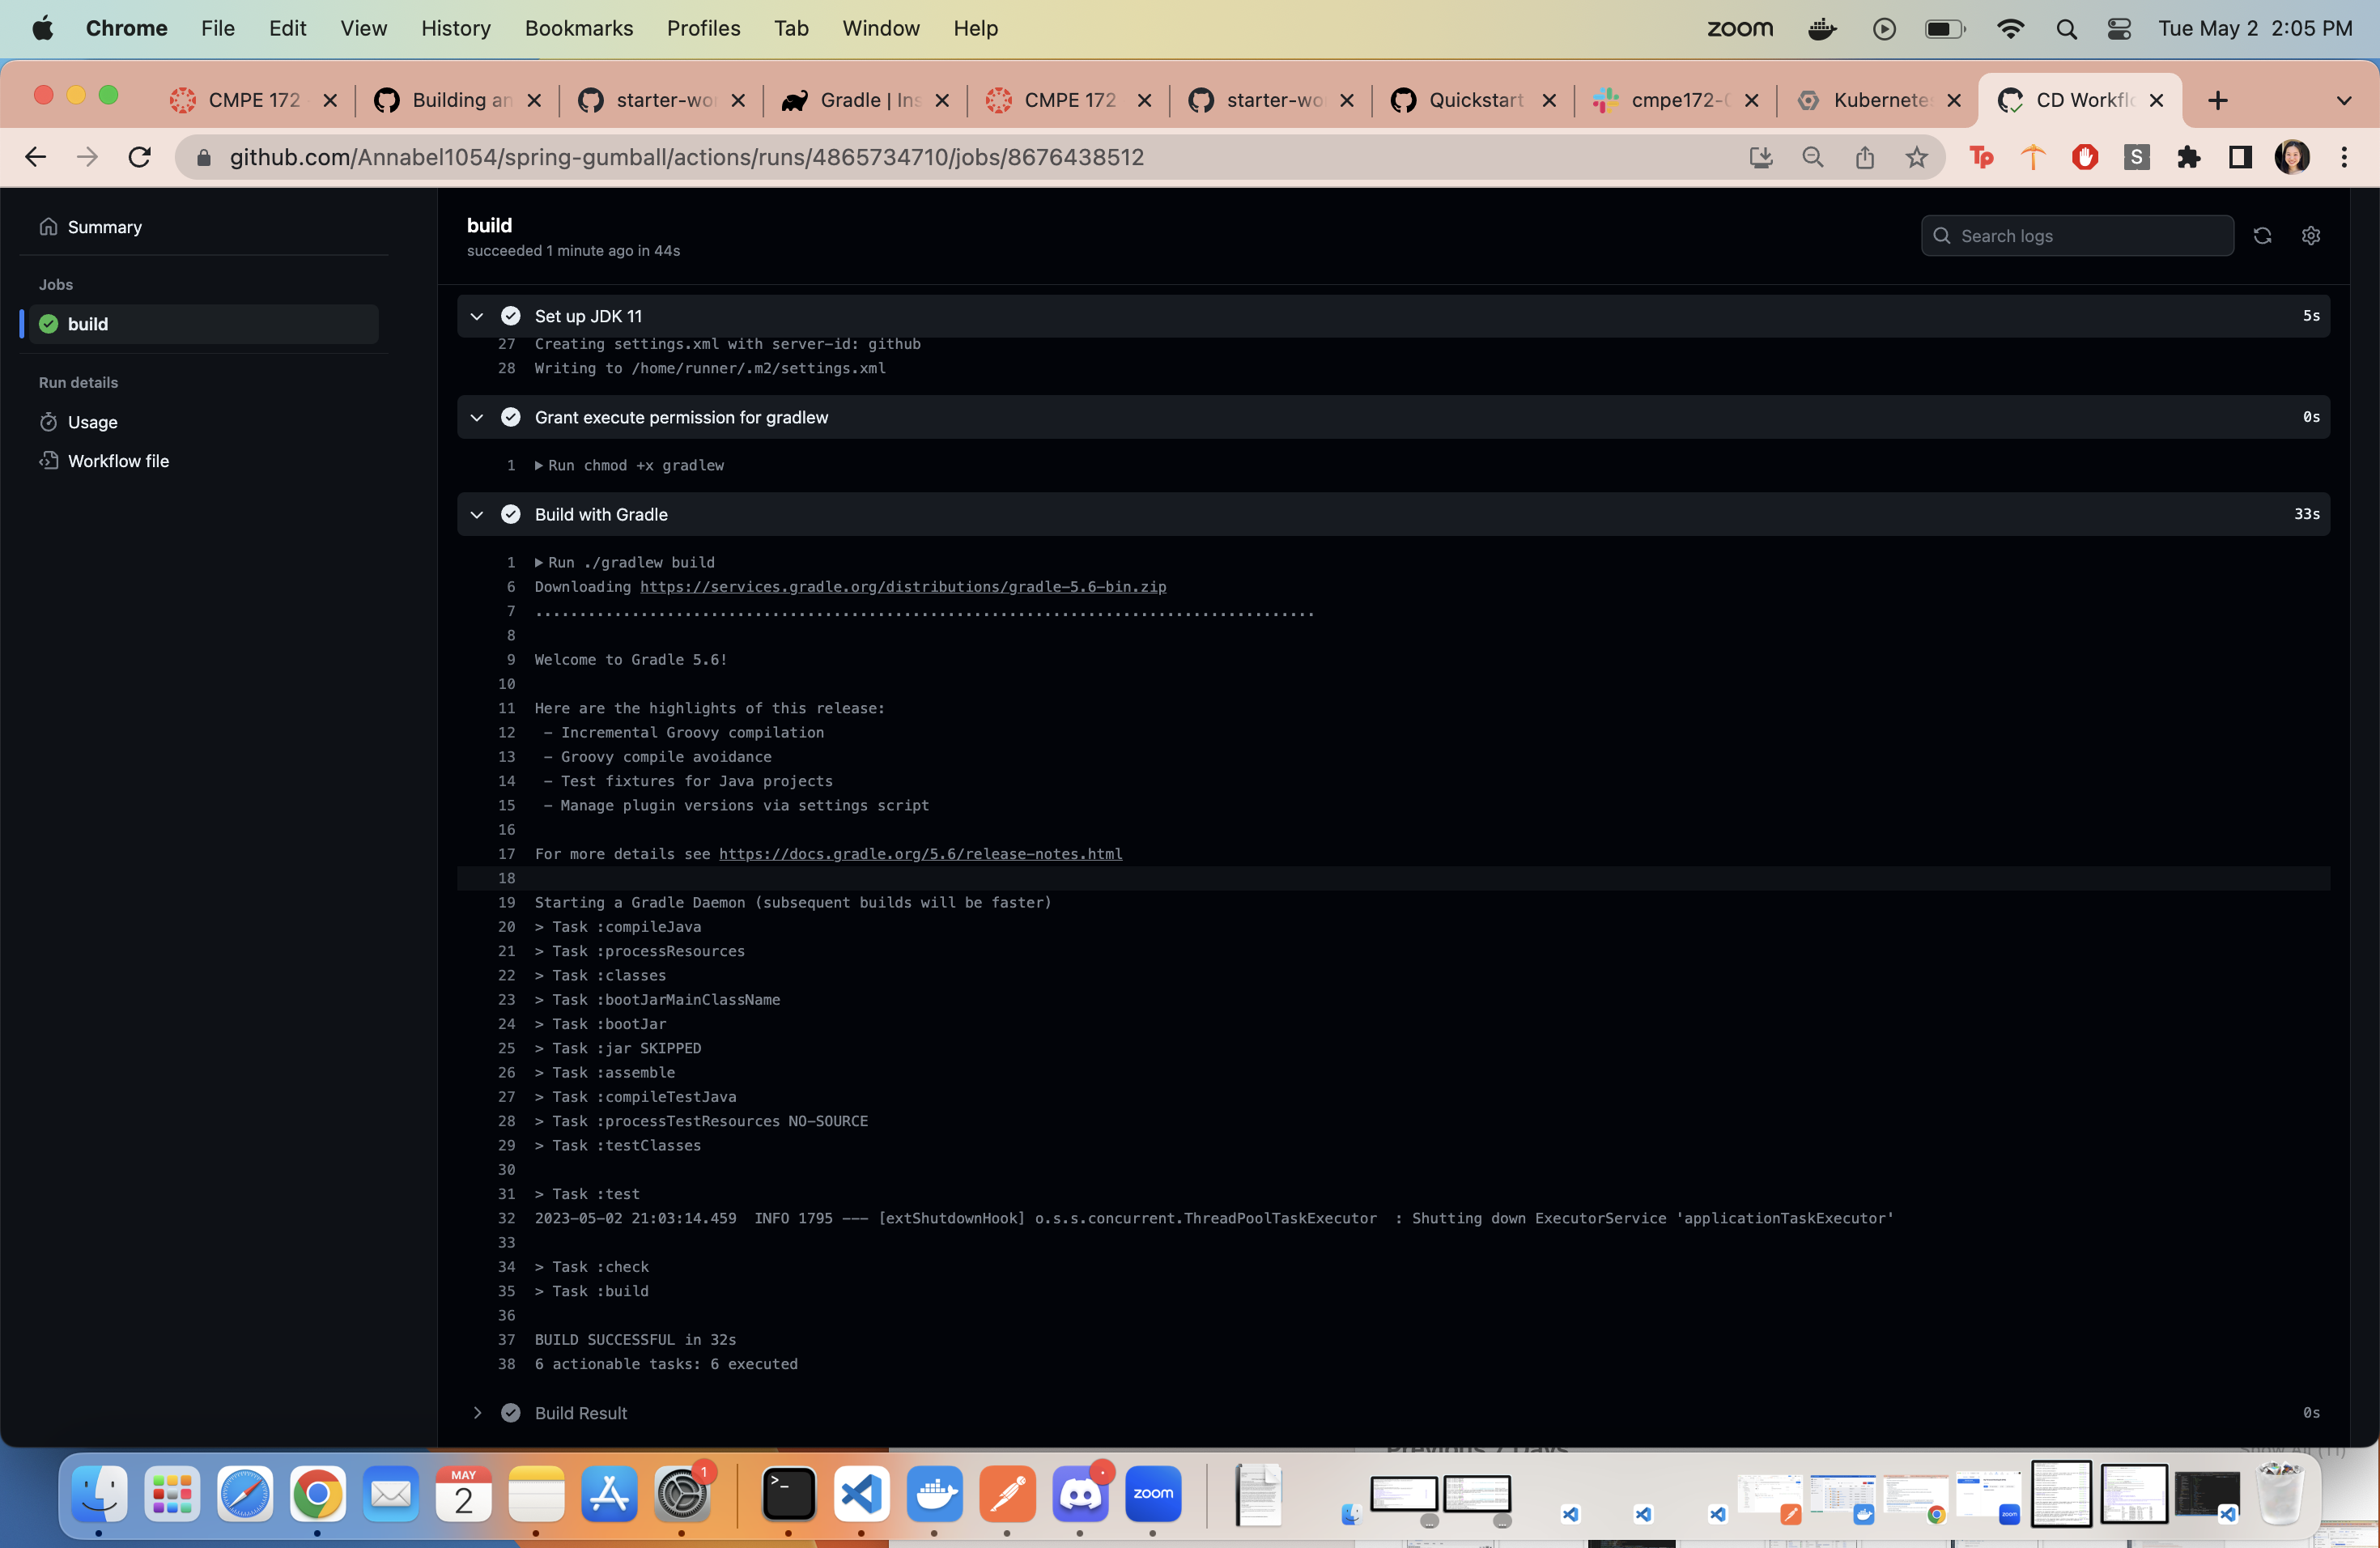 Chrome File Edit View History Bookmarks Profiles Tab Window Help zoom Tue May 2 2:05 PM
CMPE 172 Building an starter-wo Gradle | Ins CMPE 172 starter-wo Quickstart cmpe172- Kubernete CD Workfl
github.com/Annabel1054/spring-gumball/actions/runs/4865734710/jobs/8676438512 Tp S
Summary
Jobs
build
Run details
Usage
Workflow file
build
succeeded 1 minute ago in 44s
Search logs
Set up JDK 11 5s
27 Creating settings.xml with server-id: github
28 Writing to /home/runner/.m2/settings.xml
Grant execute permission for gradlew 0s
1 Run chmod +x gradlew
Build with Gradle 33s
1 Run ./gradlew build
6 Downloading https://services.gradle.org/distributions/gradle-5.6-bin.zip
7 .........................................................................................
8
9 Welcome to Gradle 5.6!
10
11 Here are the highlights of this release:
12 - Incremental Groovy compilation
13 - Groovy compile avoidance
14 - Test fixtures for Java projects
15 - Manage plugin versions via settings script
16
17 For more details see https://docs.gradle.org/5.6/release-notes.html
18
19 Starting a Gradle Daemon (subsequent builds will be faster)
20 > Task :compileJava
21 > Task :processResources
22 > Task :classes
23 > Task :bootJarMainClassName
24 > Task :bootJar
25 > Task :jar SKIPPED
26 > Task :assemble
27 > Task :compileTestJava
28 > Task :processTestResources NO-SOURCE
29 > Task :testClasses
30
31 > Task :test
32 2023-05-02 21:03:14.459 INFO 1795 --- [extShutdownHook] o.s.s.concurrent.ThreadPoolTaskExecutor : Shutting down ExecutorService 'applicationTaskExecutor'
33
34 > Task :check
35 > Task :build
36
37 BUILD SUCCESSFUL in 32s
38 6 actionable tasks: 6 executed
Build Result 0s
Previous 7 Days
MAY
2
1
zoom